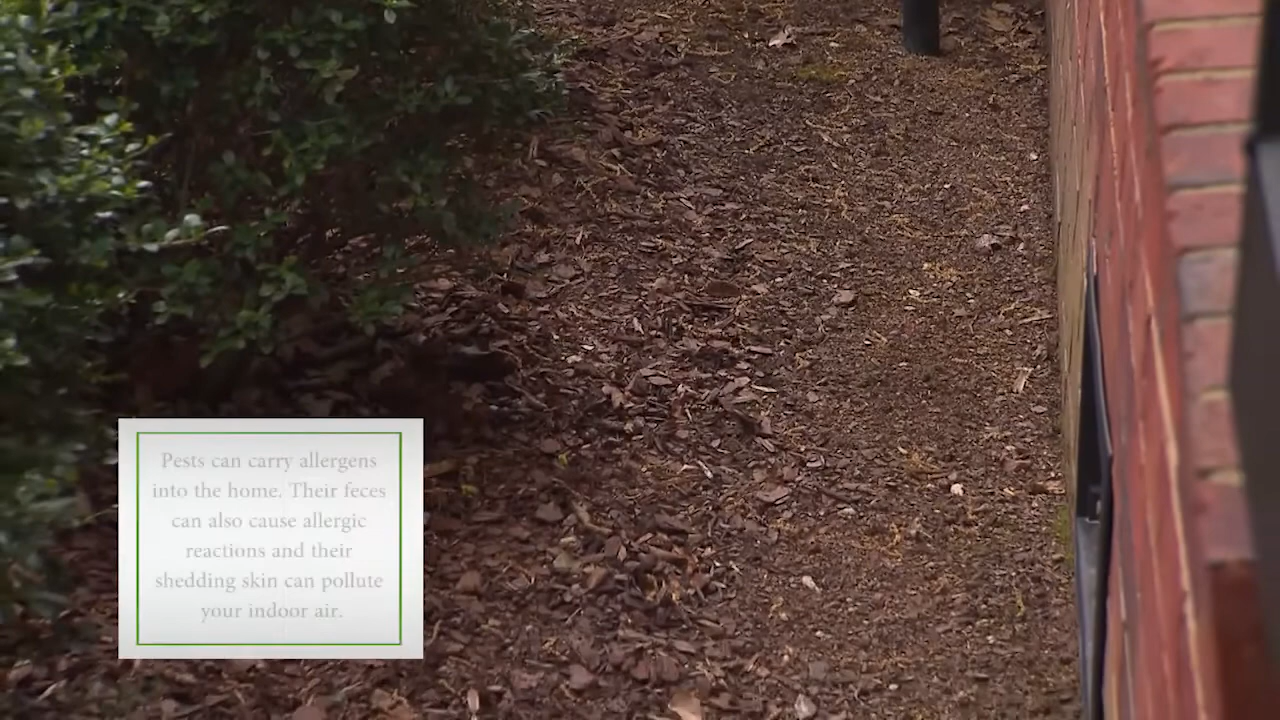 Pests can carry allergens
into the home. Their feces
can also cause allergic
reactions and their
shedding skin can pollute
your indoor air.